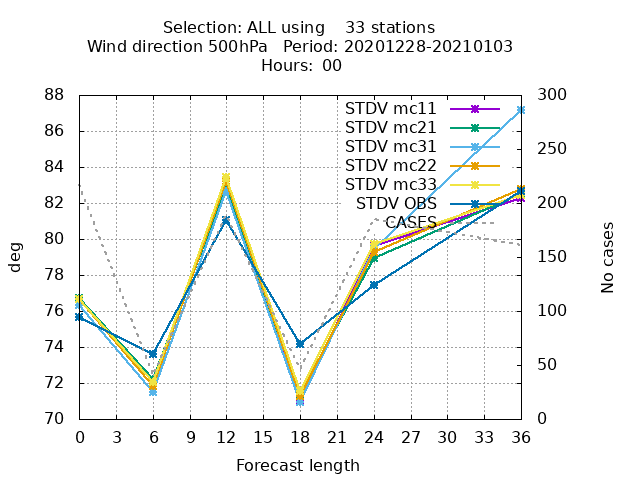 Selection: ALL using    33 stations
Wind direction 500hPa   Period: 20201228-20210103
Hours: 00
88 300
STDV mc11
86
STDV mc21
250
STDV mc31
84
STDV mc22
STDV mc33
82 200
STDV OBS
CASES
80
deg
No cases
78 150
76 100
74
72 50
70 0
0 3 6 9 12 15 18 21 24 27 30 33 36
Forecast length